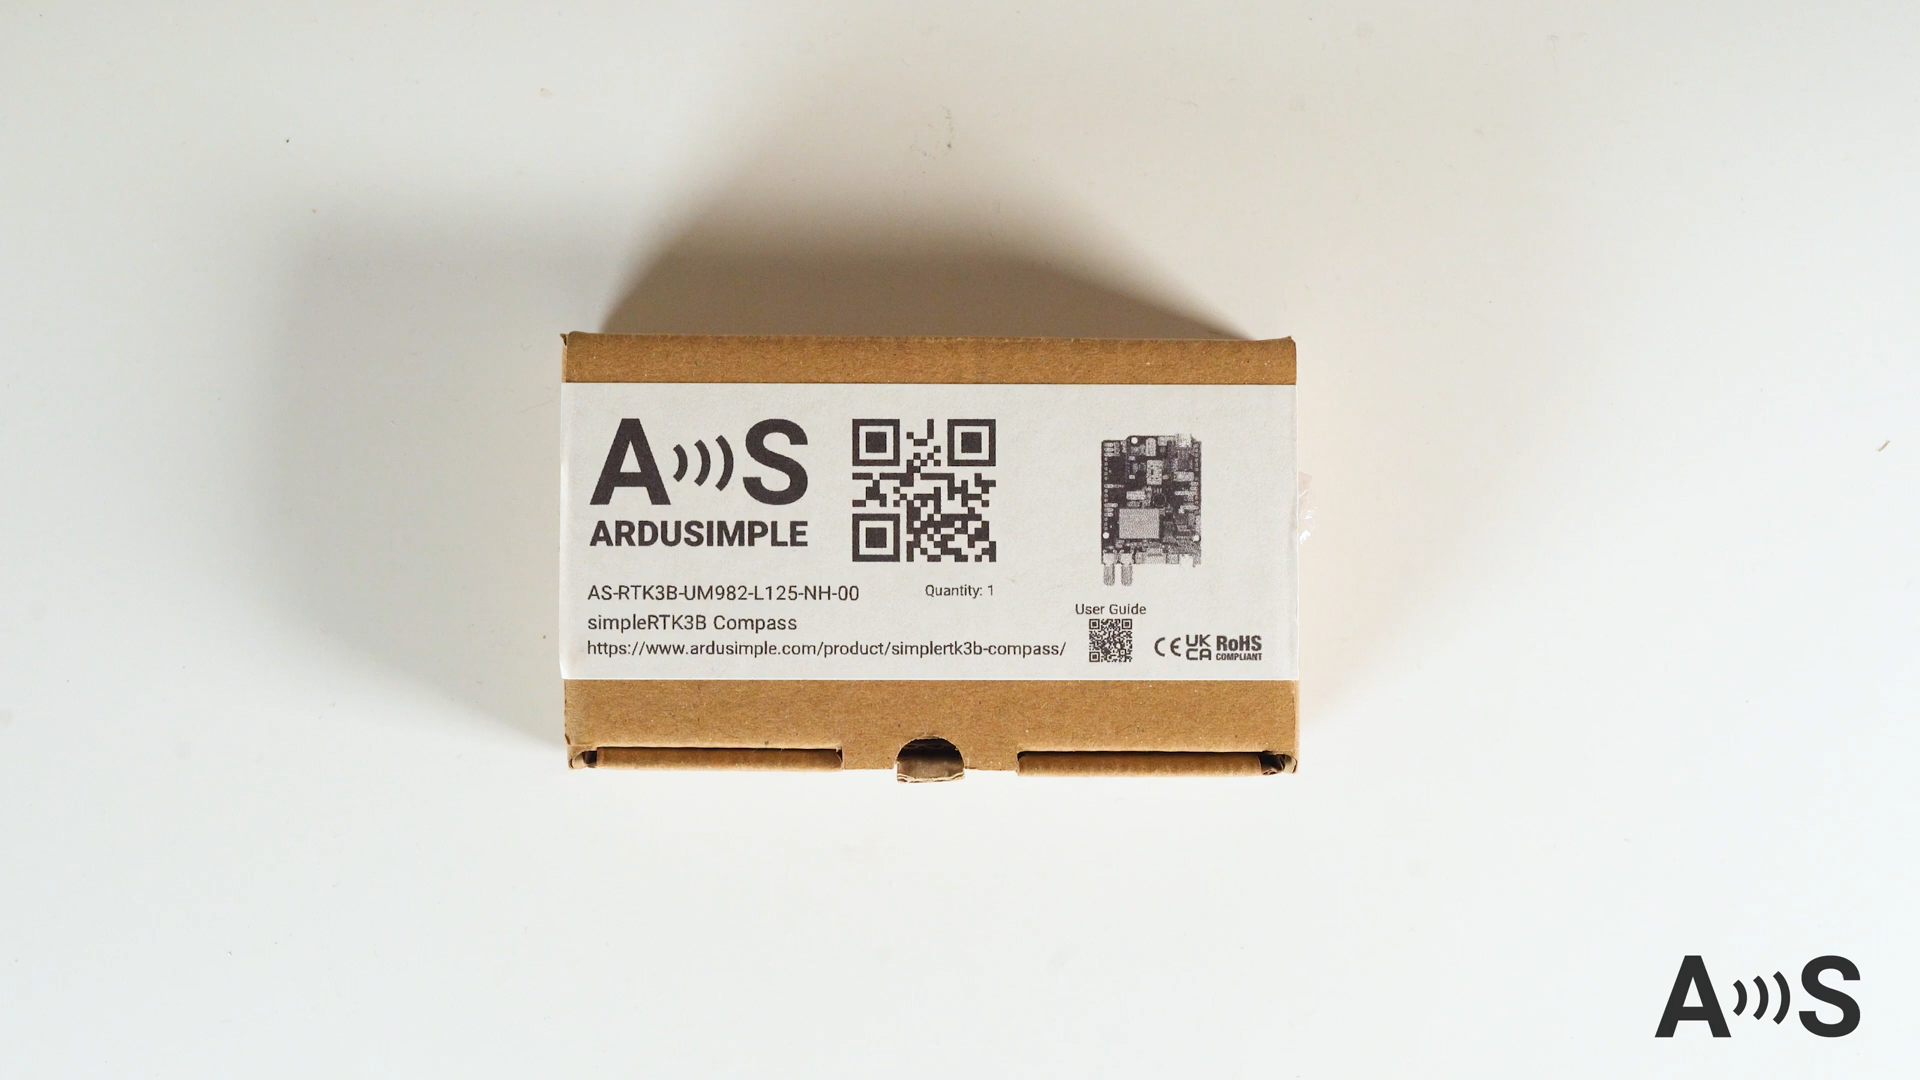 A S
ARDUSIMPLE
AS-RTK3B-UM982-L125-NH-00
Quantity: 1
simpleRTK3B Compass
https://www.ardusimple.com/product/simplertk3b-compass/
User Guide
CE UK CA RoHS COMPLIANT
A S